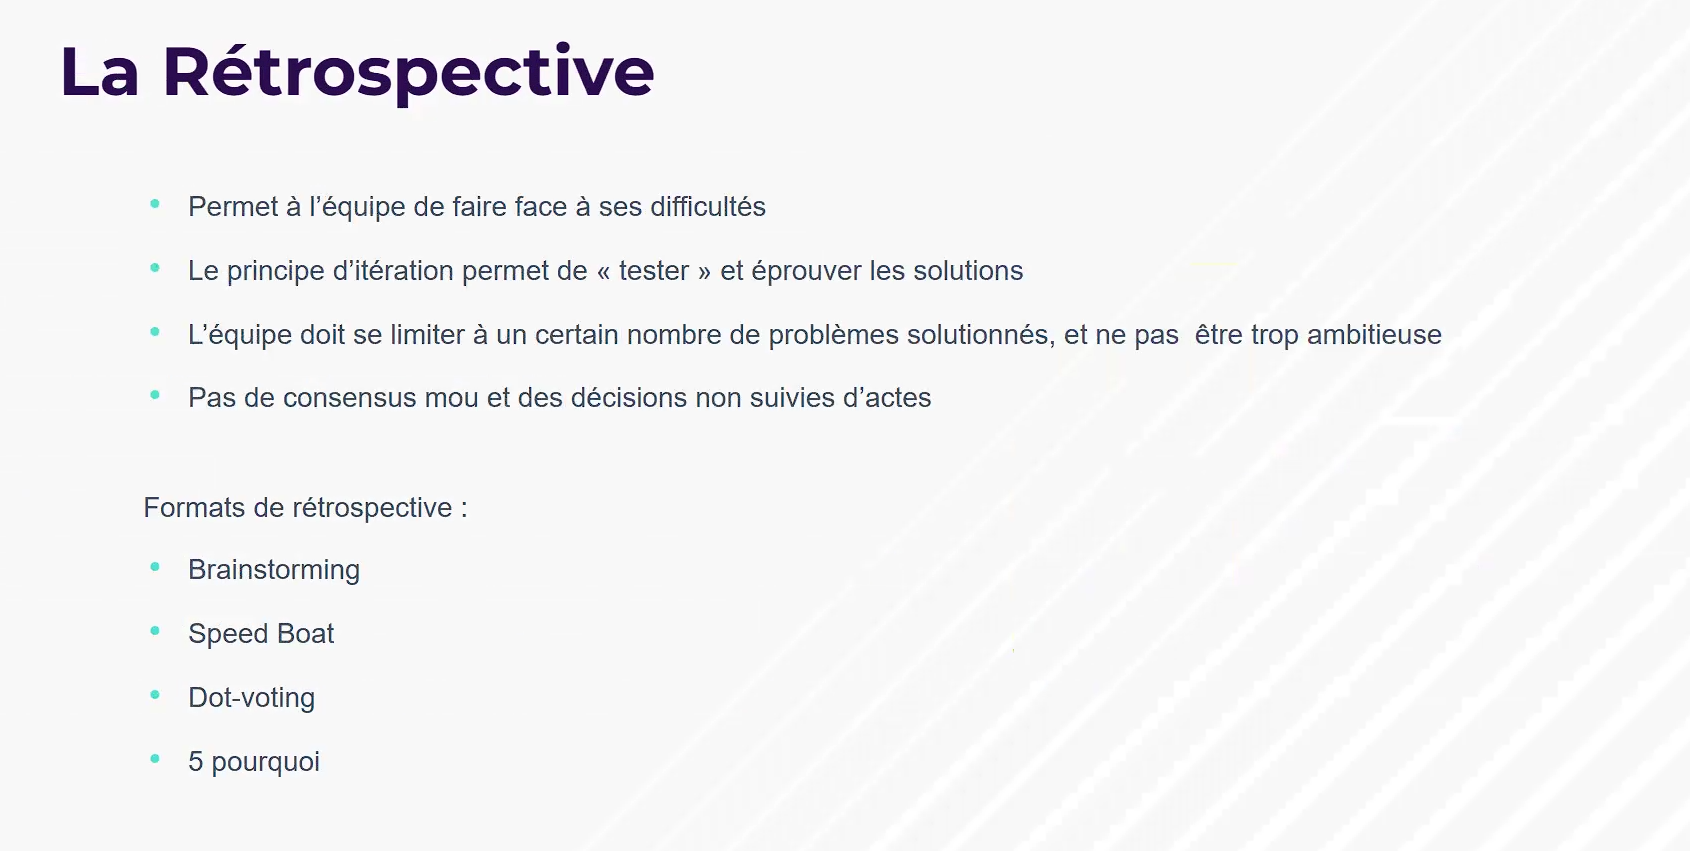 La Rétrospective
• Permet à l’équipe de faire face à ses difficultés
• Le principe d’itération permet de « tester » et éprouver les solutions
• L’équipe doit se limiter à un certain nombre de problèmes solutionnés, et ne pas  être trop ambitieuse
• Pas de consensus mou et des décisions non suivies d’actes
Formats de rétrospective :
• Brainstorming
• Speed Boat
• Dot-voting
• 5 pourquoi